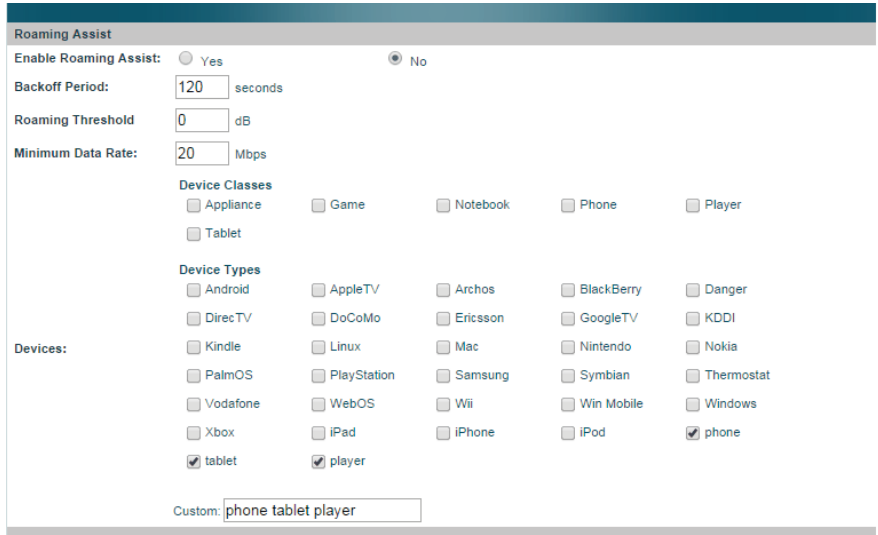 Roaming Assist
Enable Roaming Assist: Yes No
Backoff Period: 120 seconds
Roaming Threshold 0 dB
Minimum Data Rate: 20 Mbps
Device Classes
Appliance Game Notebook Phone Player
Tablet
Device Types
Android AppleTV Archos BlackBerry Danger
DirecTV DoCoMo Ericsson GoogleTV KDDI
Devices: Kindle Linux Mac Nintendo Nokia
PalmOS PlayStation Samsung Symbian Thermostat
Vodafone WebOS Wii Win Mobile Windows
Xbox iPad iPhone iPod phone
tablet player
Custom: phone tablet player